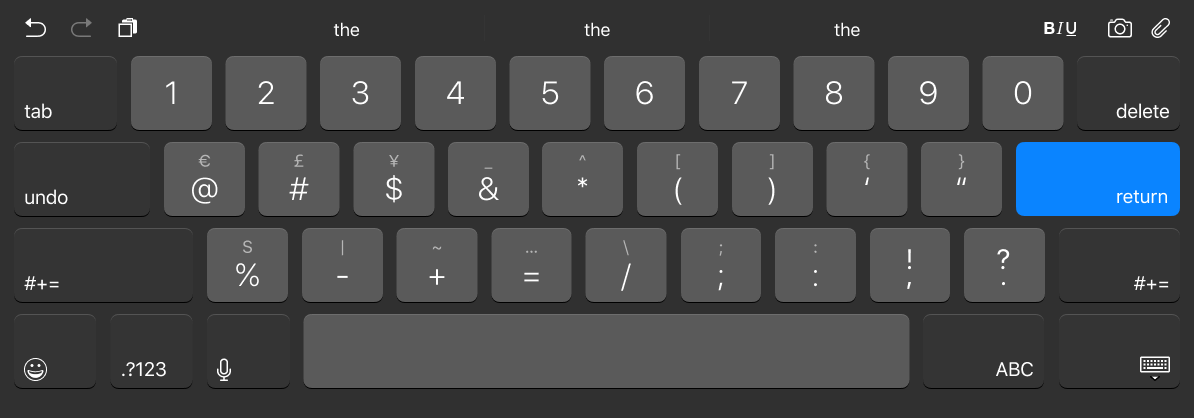 the the the BIU
tab 1 2 3 4 5 6 7 8 9 0 delete
€ £ ¥ _ ^ [ ] { }
undo @ # $ & * ( ) ‘ “ return
S | ~ … \ ; : ! ?
#+= % - + = / ; : , . #+=
.?123 ABC